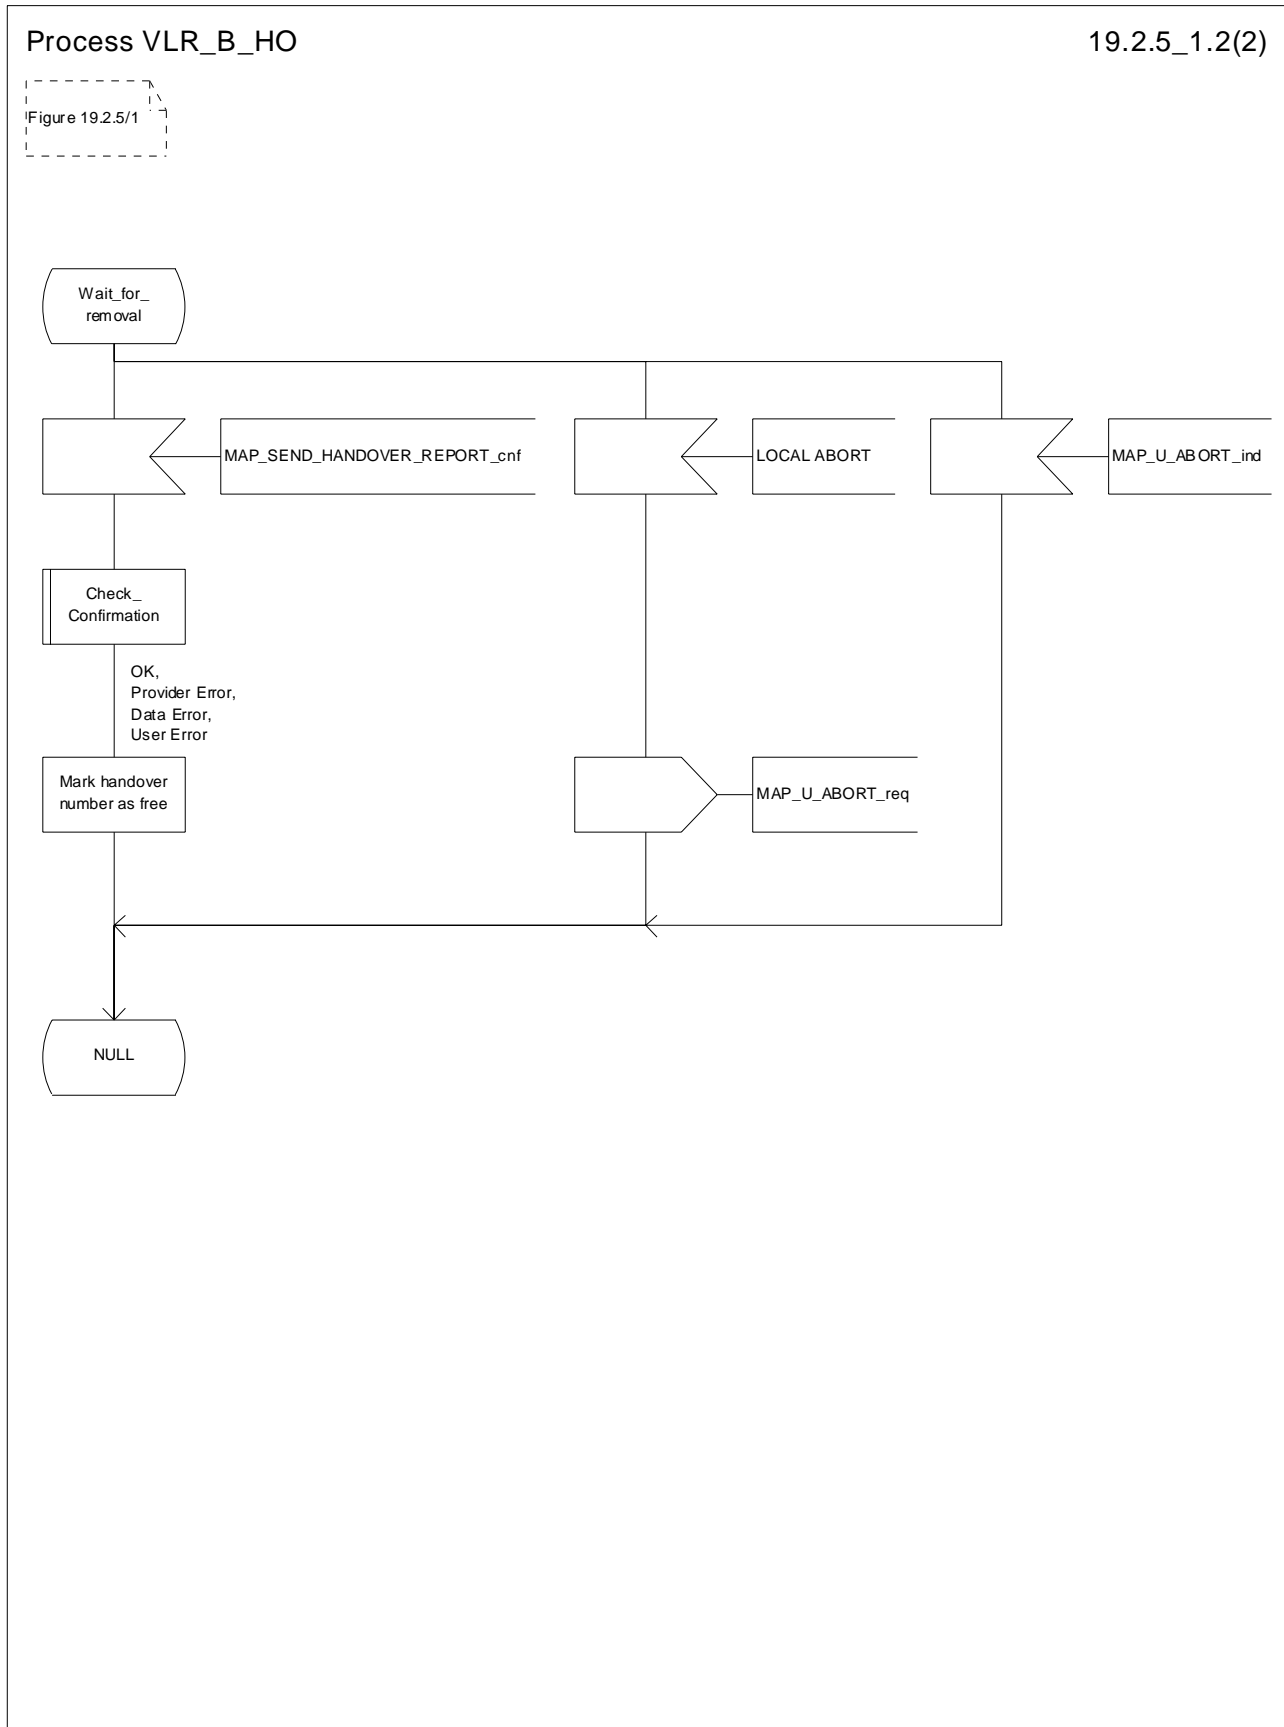 Process VLR_B_HO
19.2.5_1.2(2)
Figure 19.2.5/1
Wait_for_
removal
MAP_SEND_HANDOVER_REPORT_cnf
LOCAL ABORT
MAP_U_ABORT_ind
Check_
Confirmation
OK,
Provider Error,
Data Error,
User Error
Mark handover
number as free
MAP_U_ABORT_req
NULL